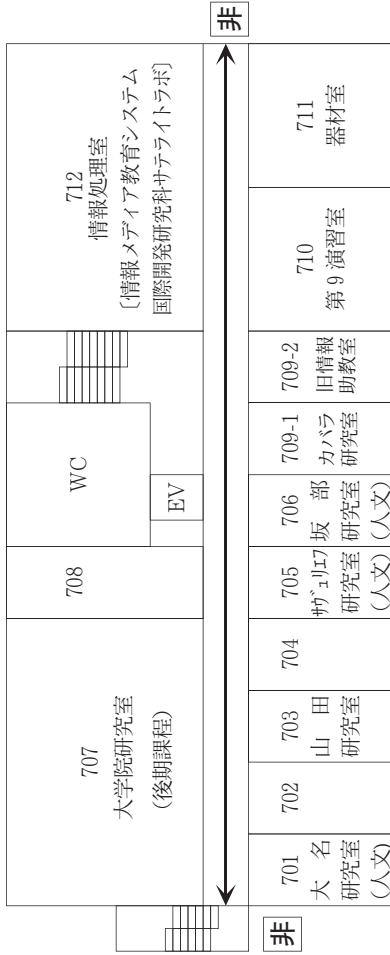 707
大学院研究室
(後期課程)
708
WC
EV
712
情報処理室
〔情報メディア教育システム
国際開発研究科サテライトラボ〕
非
非
701
大 名
研究室
(人文)
702
703
山 田
研究室
704
705
サヴェリエフ
研究室
(人文)
706
坂 部
研究室
(人文)
709-1
カバラ
研究室
709-2
旧情報
助教室
710
第9演習室
711
器材室